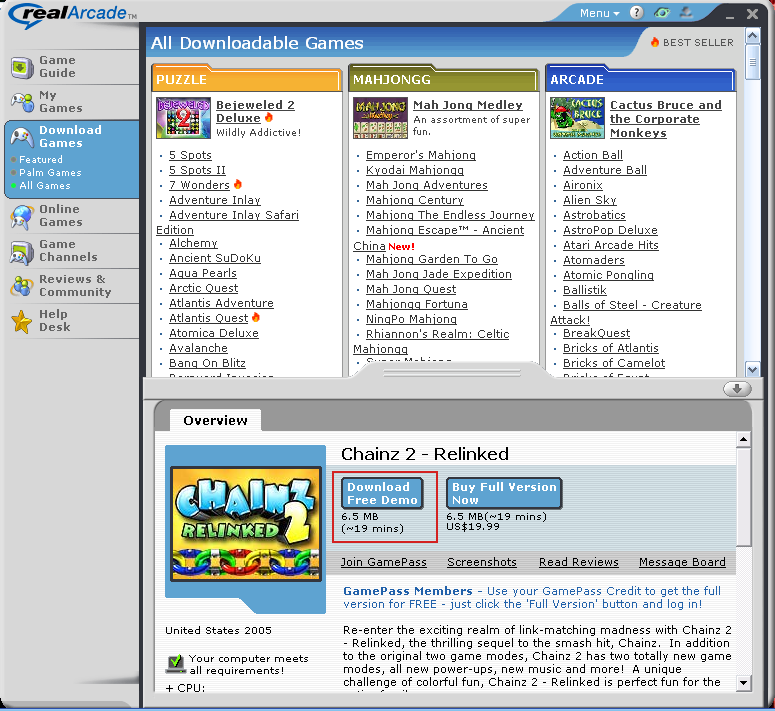 realArcade™
Menu
?
Game
Guide
My
Games
Download
Games
Featured
Palm Games
All Games
Online
Games
Game
Channels
Reviews &
Community
Help
Desk
All Downloadable Games
BEST SELLER
PUZZLE
BEJEWELED
2
Bejeweled 2
Deluxe
Wildly Addictive!
5 Spots
5 Spots II
7 Wonders
Adventure Inlay
Adventure Inlay Safari
Edition
Alchemy
Ancient SuDoKu
Aqua Pearls
Arctic Quest
Atlantis Adventure
Atlantis Quest
Atomica Deluxe
Avalanche
Bang On Blitz
Barnyard Invasion
MAHJONGG
MAH JONG
Medley
Mah Jong Medley
An assortment of super
fun.
Emperor's Mahjong
Kyodai Mahjongg
Mah Jong Adventures
Mahjong Century
Mahjong The Endless Journey
Mahjong Escape™ - Ancient
China New!
Mahjong Garden To Go
Mah Jong Jade Expedition
Mah Jong Quest
Mahjongg Fortuna
NingPo Mahjong
Rhiannon's Realm: Celtic
Mahjongg
Super Mahjong
ARCADE
CACTUS
BRUCE
Cactus Bruce and
the Corporate
Monkeys
Action Ball
Adventure Ball
Aironix
Alien Sky
Astrobatics
AstroPop Deluxe
Atari Arcade Hits
Atomaders
Atomic Pongling
Ballistik
Balls of Steel - Creature
Attack!
BreakQuest
Bricks of Atlantis
Bricks of Camelot
Bricks of Egypt
Overview
CHAINZ
RELINKED 2
Chainz 2 - Relinked
Download
Free Demo
6.5 MB
(~19 mins)
Buy Full Version
Now
6.5 MB(~19 mins)
US$19.99
Join GamePass Screenshots Read Reviews Message Board
GamePass Members - Use your GamePass Credit to get the full
version for FREE - just click the 'Full Version' button and log in!
United States 2005
Your computer meets
all requirements!
+ CPU:
Re-enter the exciting realm of link-matching madness with Chainz 2
- Relinked, the thrilling sequel to the smash hit, Chainz.  In addition
to the original two game modes, Chainz 2 has two totally new game
modes, all new power-ups, new music and more!  A unique
challenge of colorful fun, Chainz 2 - Relinked is perfect fun for the